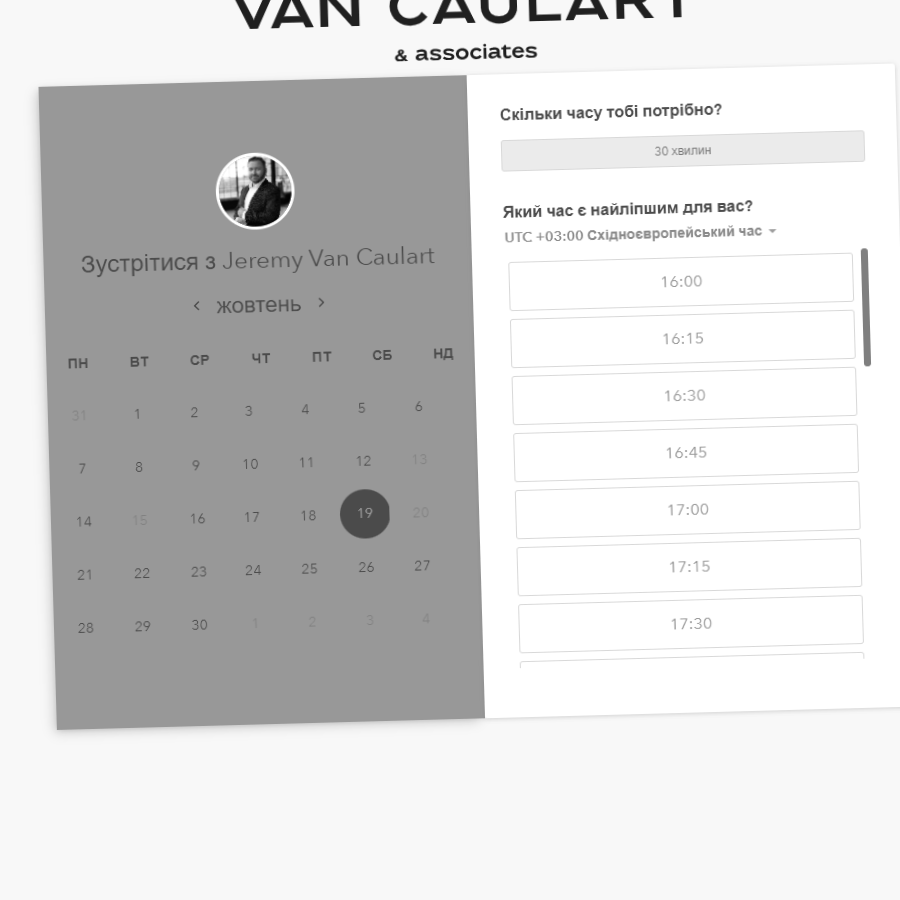 VAN CAULART
& associates
Зустрітися з Jeremy Van Caulart
жовтень
ПН ВТ СР ЧТ ПТ СБ НД
31 1 2 3 4 5 6
7 8 9 10 11 12 13
14 15 16 17 18 19 20
21 22 23 24 25 26 27
28 29 30 1 2 3 4
Скільки часу тобі потрібно?
30 хвилин
Який час є найліпшим для вас?
UTC +03:00 Східноєвропейський час
16:00
16:15
16:30
16:45
17:00
17:15
17:30